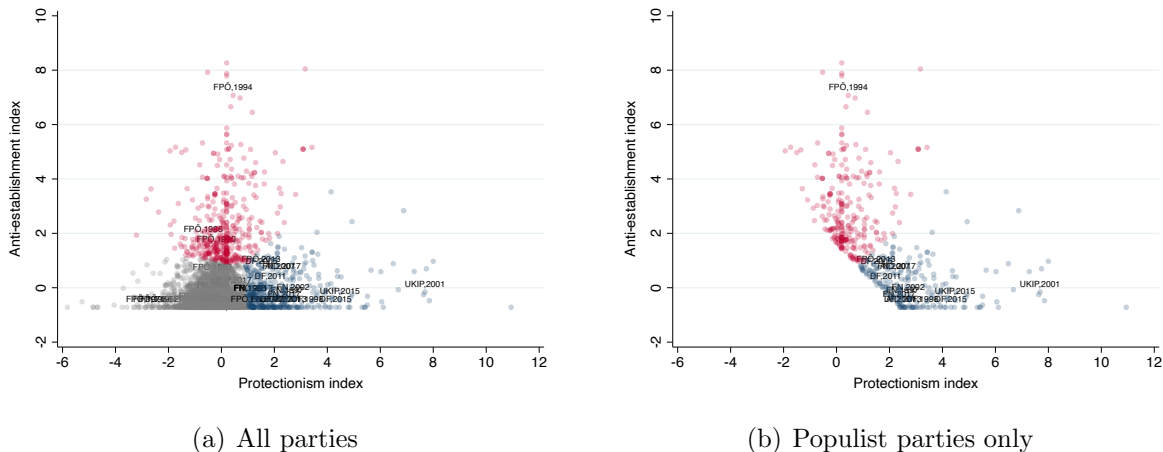 10
8
6
4
2
0
-2
Anti-establishment index
FPÖ,1994
FPÖ,1986
FPÖ,2013
DF,2011
FN,2002
UKIP,2001
UKIP,2015
DF,2015
-6 -4 -2 0 2 4 6 8 10 12
Protectionism index
(a) All parties
10
8
6
4
2
0
-2
Anti-establishment index
FPÖ,1994
FPÖ,2013
DF,2011
FN,2002
UKIP,2001
UKIP,2015
DF,2015
-6 -4 -2 0 2 4 6 8 10 12
Protectionism index
(b) Populist parties only